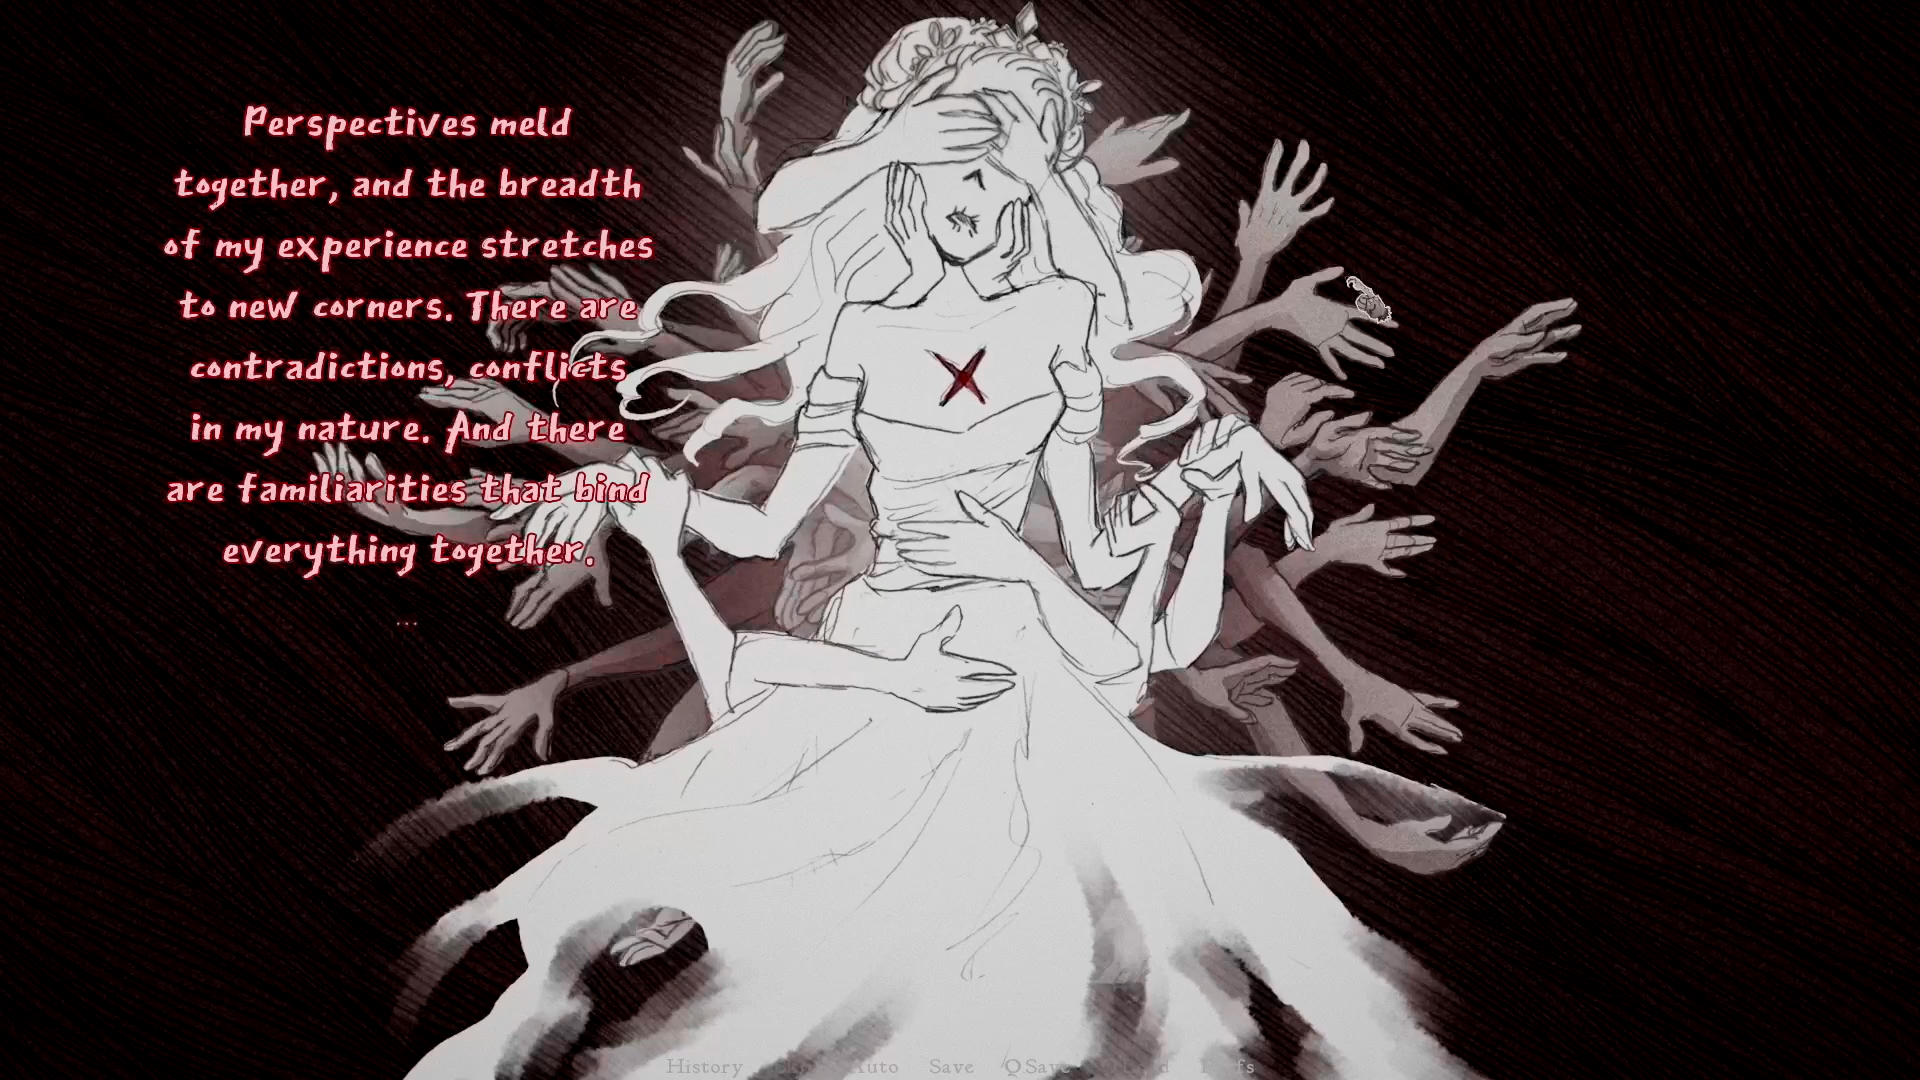 Perspectives meld
together, and the breadth
of my experience stretches
to new corners. There are
contradictions, conflicts
in my nature. And there
are familiarities that bind
everything together.
...
History Auto Save Q.Save